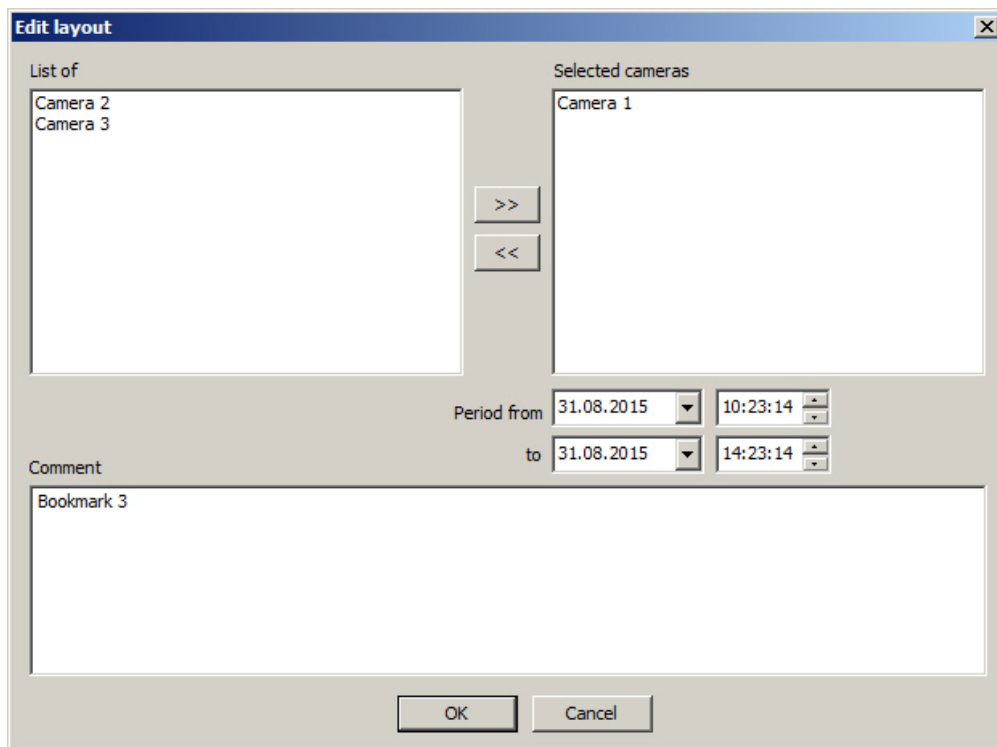 Edit layout
List of
Selected cameras
Camera 2
Camera 3
Camera 1
>>
<<
Period from 31.08.2015 10:23:14
to 31.08.2015 14:23:14
Comment
Bookmark 3
OK Cancel